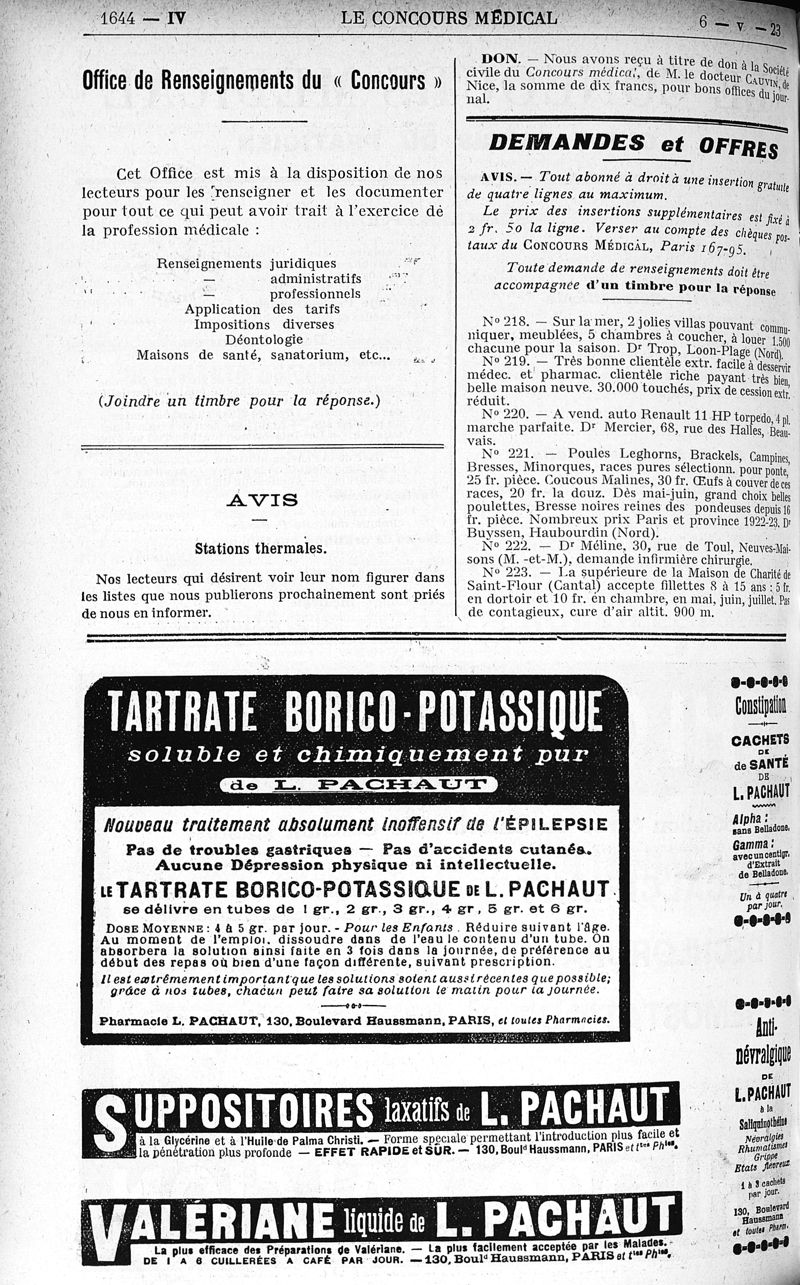 1644 — IV
LE CONCOURS MÉDICAL
6 — V — 23
Office de Renseignements du « Concours »
Cet Office est mis à la disposition de nos
lecteurs pour les renseigner et les documenter
pour tout ce qui peut avoir trait à l'exercice dé
la profession médicale :
Renseignements juridiques
— administratifs
— professionnels
Application des tarifs
Impositions diverses
Déontologie
Maisons de santé, sanatorium, etc...
(Joindre un timbre pour la réponse.)
AVIS
Stations thermales.
Nos lecteurs qui désirent voir leur nom figurer dans
les listes que nous publierons prochainement sont priés
de nous en informer.
DON. — Nous avons reçu à titre de don à la Société
civile du Concours médical, de M. le docteur CAUVIN, de
Nice, la somme de dix francs, pour bons offices du jour-
nal.
DEMANDES et OFFRES
AVIS. — Tout abonné à droit à une insertion gratuite
de quatre lignes au maximum.
Le prix des insertions supplémentaires est fixé à
2 fr. 50 la ligne. Verser au compte des chèques pos-
taux du CONCOURS MÉDICAL, Paris 167-95.
Toute demande de renseignements doit être
accompagnée d'un timbre pour la réponse
N° 218. — Sur la mer, 2 jolies villas pouvant commu-
niquer, meublées, 5 chambres à coucher, à louer 1.500
chacune pour la saison. Dr Trop, Loon-Plage (Nord).
N° 219. — Très bonne clientèle extr. facile à desservir
médec. et pharmac. clientèle riche payant très bien,
belle maison neuve. 30.000 touchés, prix de cession extr.
réduit.
N° 220. — A vend. auto Renault 11 HP torpedo, 4 pl.
marche parfaite. Dr Mercier, 68, rue des Halles, Beau-
vais.
N° 221. — Poules Leghorns, Brackels, Campines,
Bresses, Minorques, races pures sélectionn. pour ponte,
25 fr. pièce. Coucous Malines, 30 fr. Œufs à couver de ces
races, 20 fr. la douz. Dès mai-juin, grand choix belles
poulettes, Bresse noires reines des pondeuses depuis 16
fr. pièce. Nombreux prix Paris et province 1922-23. Dr
Buyssen, Haubourdin (Nord).
N° 222. — Dr Méline, 30, rue de Toul, Neuves-Mai-
sons (M. -et-M.), demande infirmière chirurgie.
N° 223. — La supérieure de la Maison de Charité de
Saint-Flour (Cantal) accepte fillettes 8 à 15 ans : 5 fr.
en dortoir et 10 fr. en chambre, en mai, juin, juillet. Pas
de contagieux, cure d'air altit. 900 m.
TARTRATE BORICO-POTASSIQUE
soluble et chimiquement pur
de L. PACHAUT
Nouveau traitement absolument inoffensif de l'ÉPILEPSIE
Pas de troubles gastriques — Pas d'accidents cutanés.
Aucune Dépression physique ni intellectuelle.
LE TARTRATE BORICO-POTASSIQUE DE L. PACHAUT
se délivre en tubes de 1 gr., 2 gr., 3 gr., 4 gr, 5 gr. et 6 gr.
DOSE MOYENNE : 4 à 5 gr. par jour. - Pour les Enfants . Réduire suivant l'âge.
Au moment de l'emploi, dissoudre dans de l'eau le contenu d'un tube. On
absorbera la solution ainsi faite en 3 fois dans la journée, de préférence au
début des repas où bien d'une façon différente, suivant prescription.
Il est extrêmement important que les solutions soient aussi récentes que possible;
grâce à nos tubes, chacun peut faire sa solution le matin pour la journée.
Pharmacie L. PACHAUT, 130, Boulevard Haussmann, PARIS, et toutes Pharmacies.
SUPPOSITOIRES laxatifs de L. PACHAUT
à la Glycérine et à l'Huile de Palma Christi. — Forme spéciale permettant l'introduction plus facile et
la pénétration plus profonde — EFFET RAPIDE et SÛR. — 130, Bould Haussmann, PARIS et ttes Phies.
VALÉRIANE liquide de L. PACHAUT
La plus efficace des Préparations de Valériane. — La plus facilement acceptée par les Malades.
DE 1 A 6 CUILLERÉES A CAFÉ PAR JOUR. — 130, Bould Haussmann, PARIS et ttes Phies.
Constipation
CACHETS
DE
de SANTÉ
DE
L. PACHAUT
Alpha :
sans Belladone.
Gamma :
avec un centigr.
d'Extrait
de Belladone.
Un à quatre
par jour.
Anti-
névralgique
DE
L. PACHAUT
à la
Saliquinothéine
Névralgies
Rhumatismes
Grippe
Etats fiévreux
1 à 3 cachets
par jour.
130, Boulevard
Haussmann
et toutes Pharm.